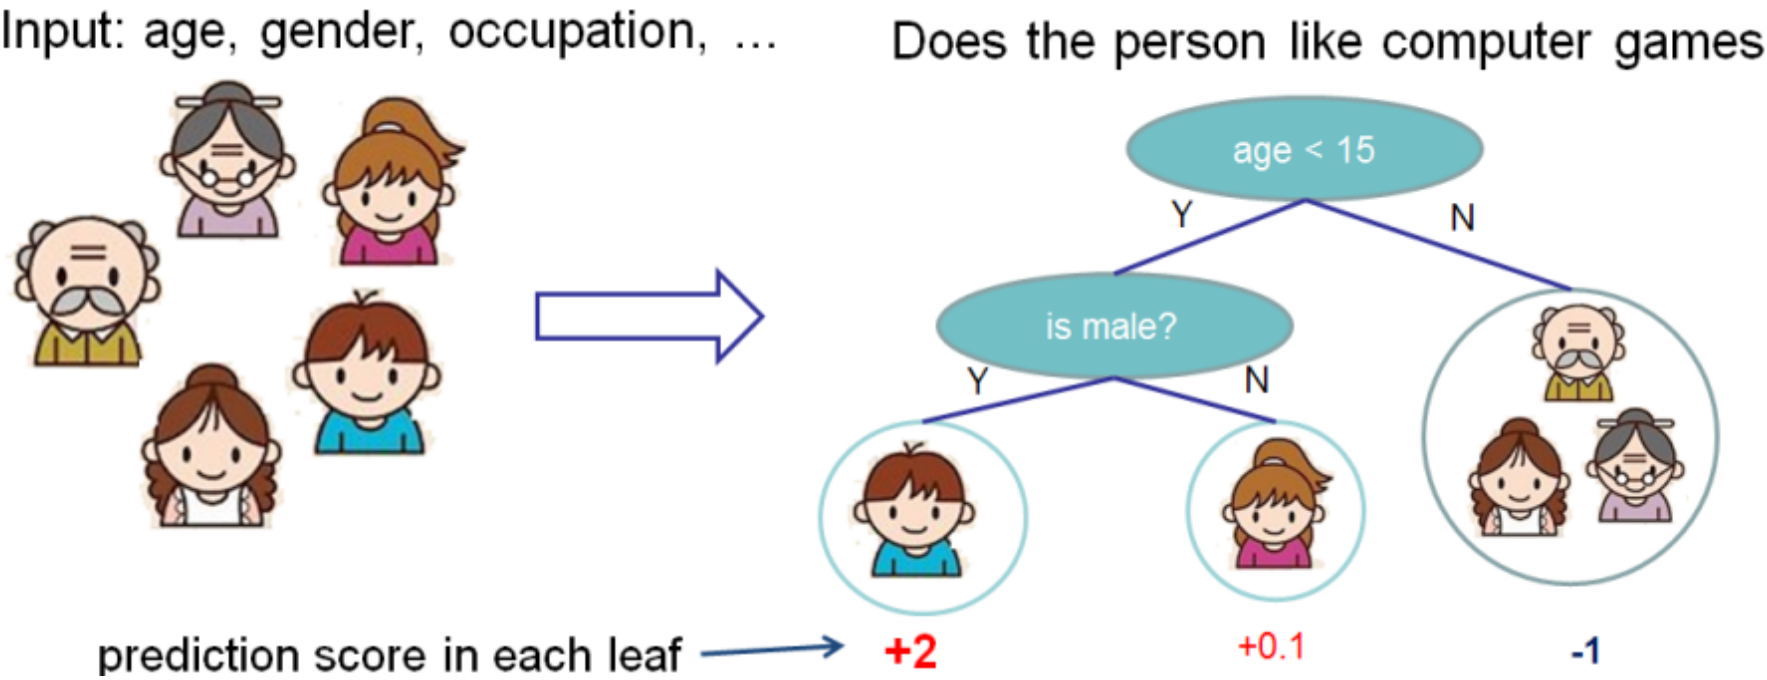 Input: age, gender, occupation, …
Does the person like computer games
age < 15
Y
N
is male?
Y
N
prediction score in each leaf
+2
+0.1
-1